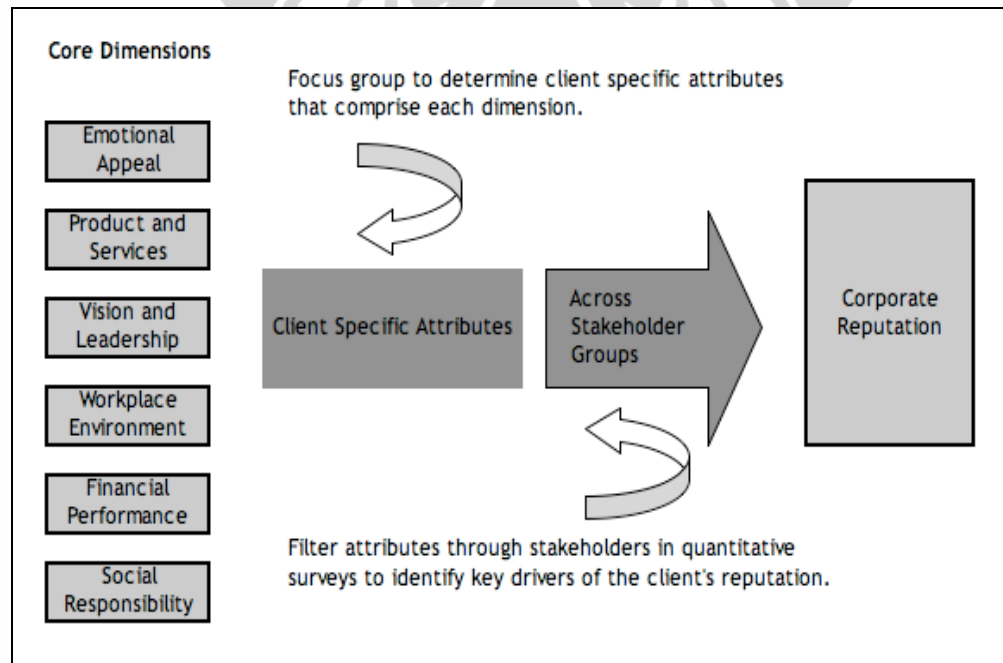 Core Dimensions
Emotional
Appeal
Product and
Services
Vision and
Leadership
Workplace
Environment
Financial
Performance
Social
Responsibility
Focus group to determine client specific attributes
that comprise each dimension.
Client Specific Attributes
Across
Stakeholder
Groups
Filter attributes through stakeholders in quantitative
surveys to identify key drivers of the client's reputation.
Corporate
Reputation